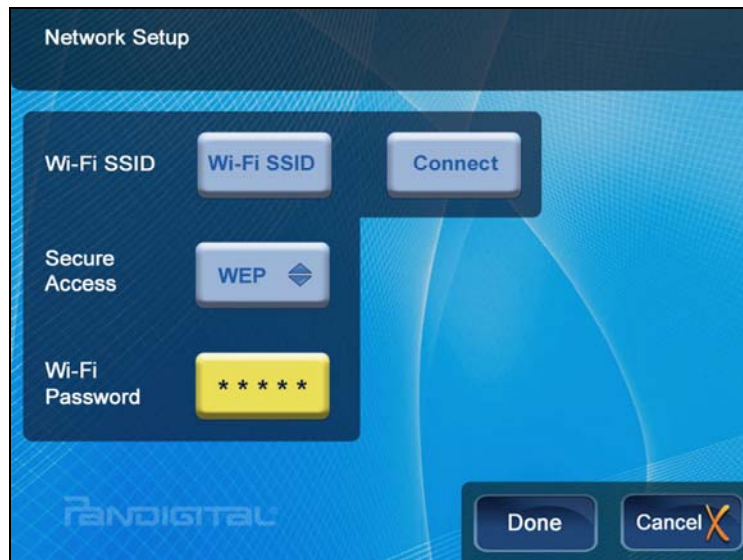 Network Setup
Wi-Fi SSID
Wi-Fi SSID
Connect
Secure
Access
WEP
Wi-Fi
Password
* * * * *
PANDIGITAL
Done
Cancel